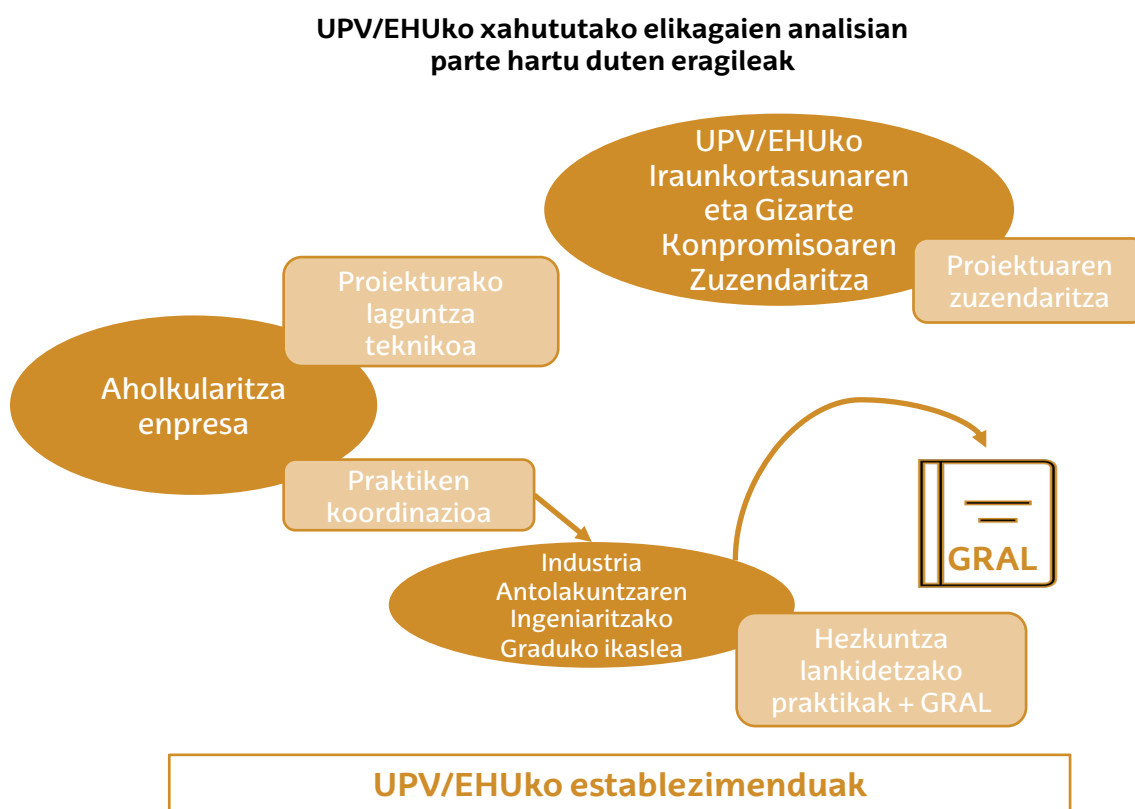 UPV/EHUko xahututako elikagaien analisian
parte hartu duten eragileak
UPV/EHUko
Iraunkortasunaren
eta Gizarte
Konpromisoaren
Zuzendaritza
Proiektuaren
zuzendaritza
Proiekturako
laguntza
teknikoa
Aholkularitza
enpresa
Praktiken
koordinazioa
Industria
Antolakuntzaren
Ingeniaritzako
Graduko ikaslea
GRAL
Hezkuntza
lankidetzako
praktikak + GRAL
UPV/EHUko establezimenduak